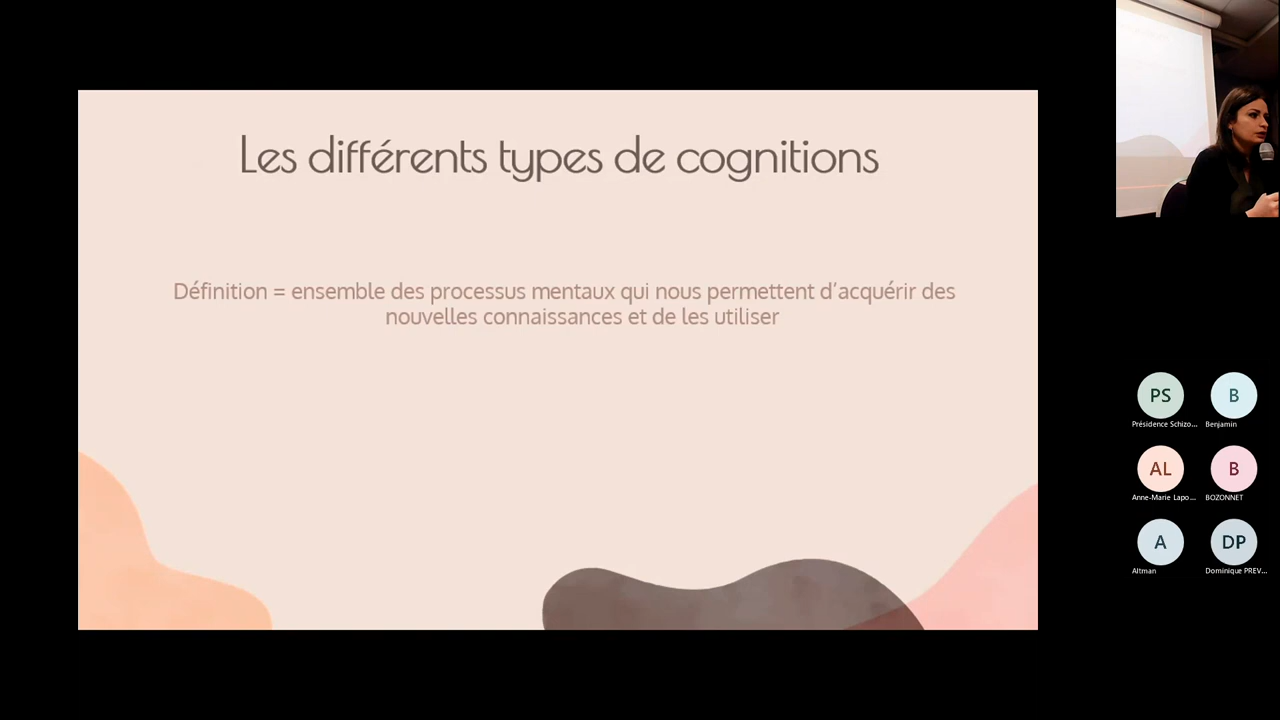 Les différents types de cognitions
Définition = ensemble des processus mentaux qui nous permettent d’acquérir des
nouvelles connaissances et de les utiliser
PS
B
Présidence Schizo...
Benjamin
AL
B
Anne-Marie Lapo...
BOZONNET
A
DP
Altman
Dominique PREV...